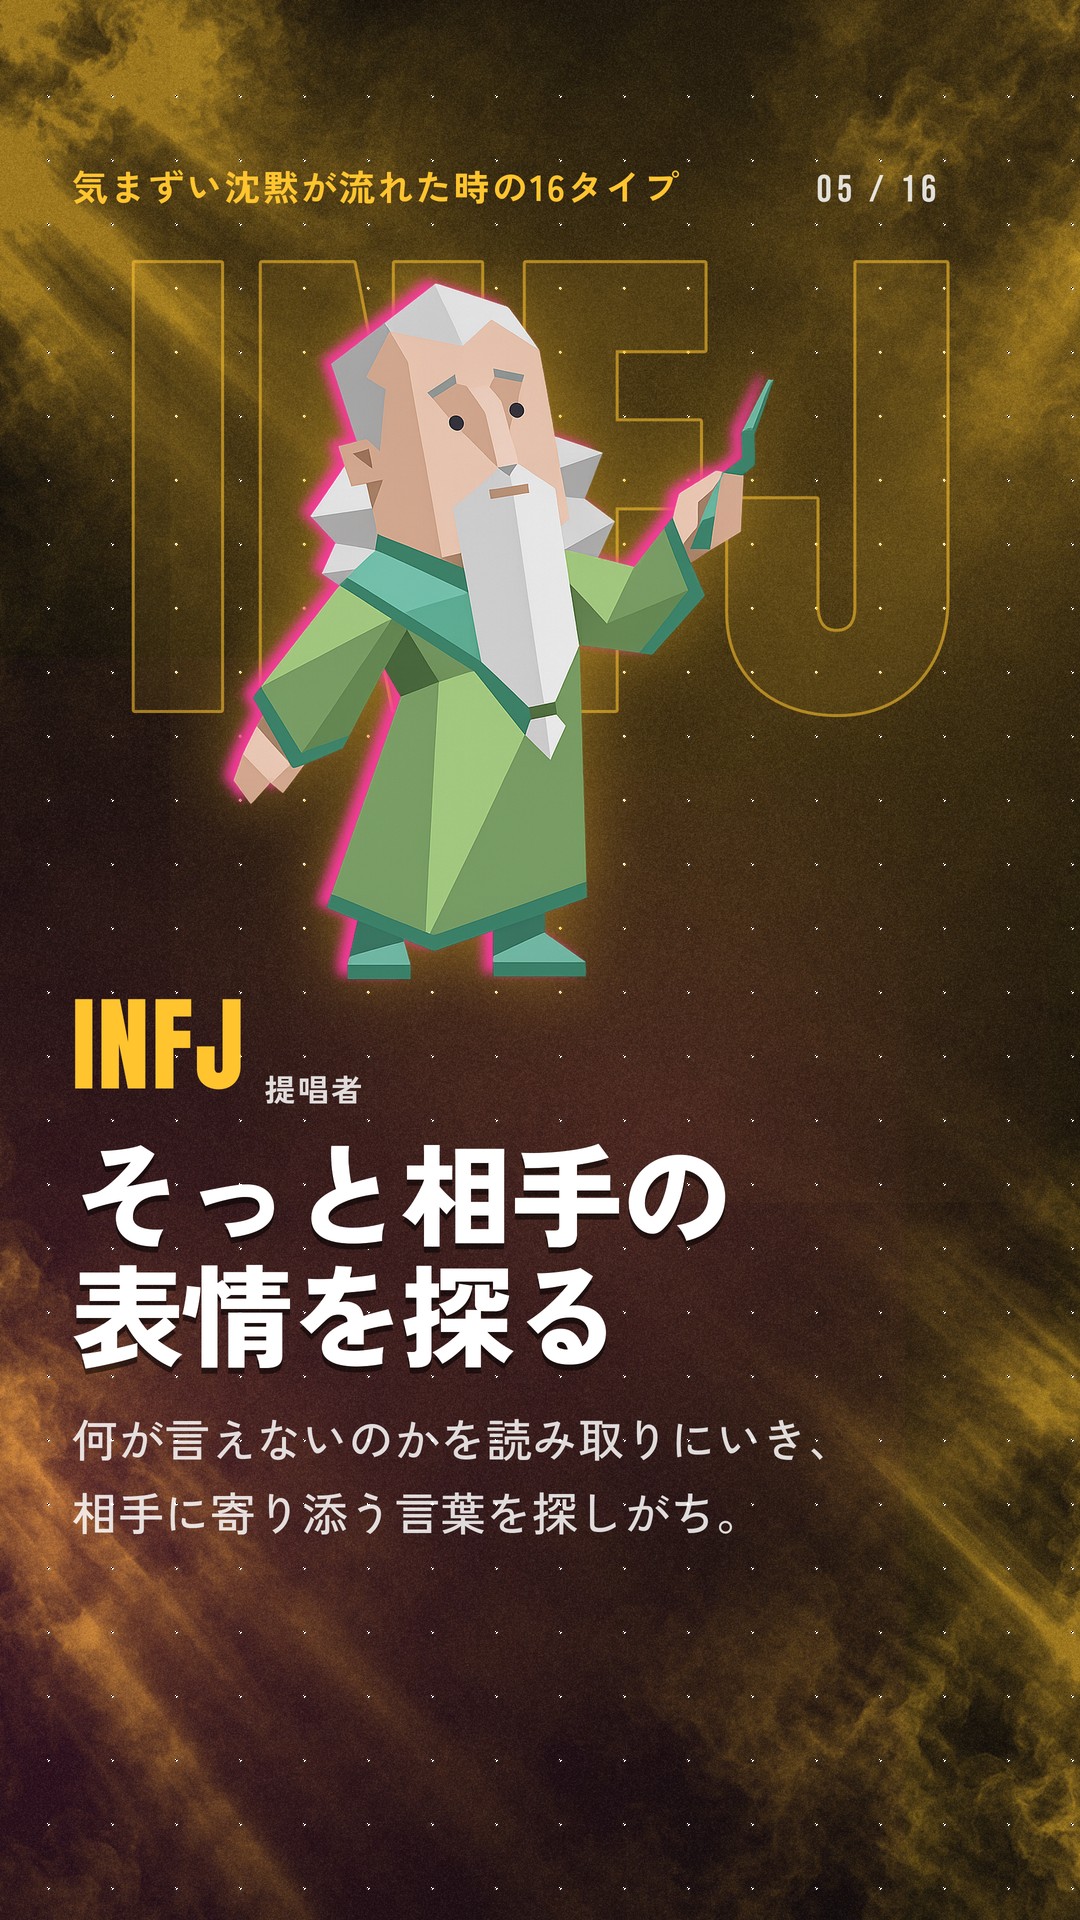 気まずい沈黙が流れた時の16タイプ
05 / 16
INFJ
INFJ
提唱者
そっと相手の
表情を探る
何が言えないのかを読み取りにいき、
相手に寄り添う言葉を探しがち。